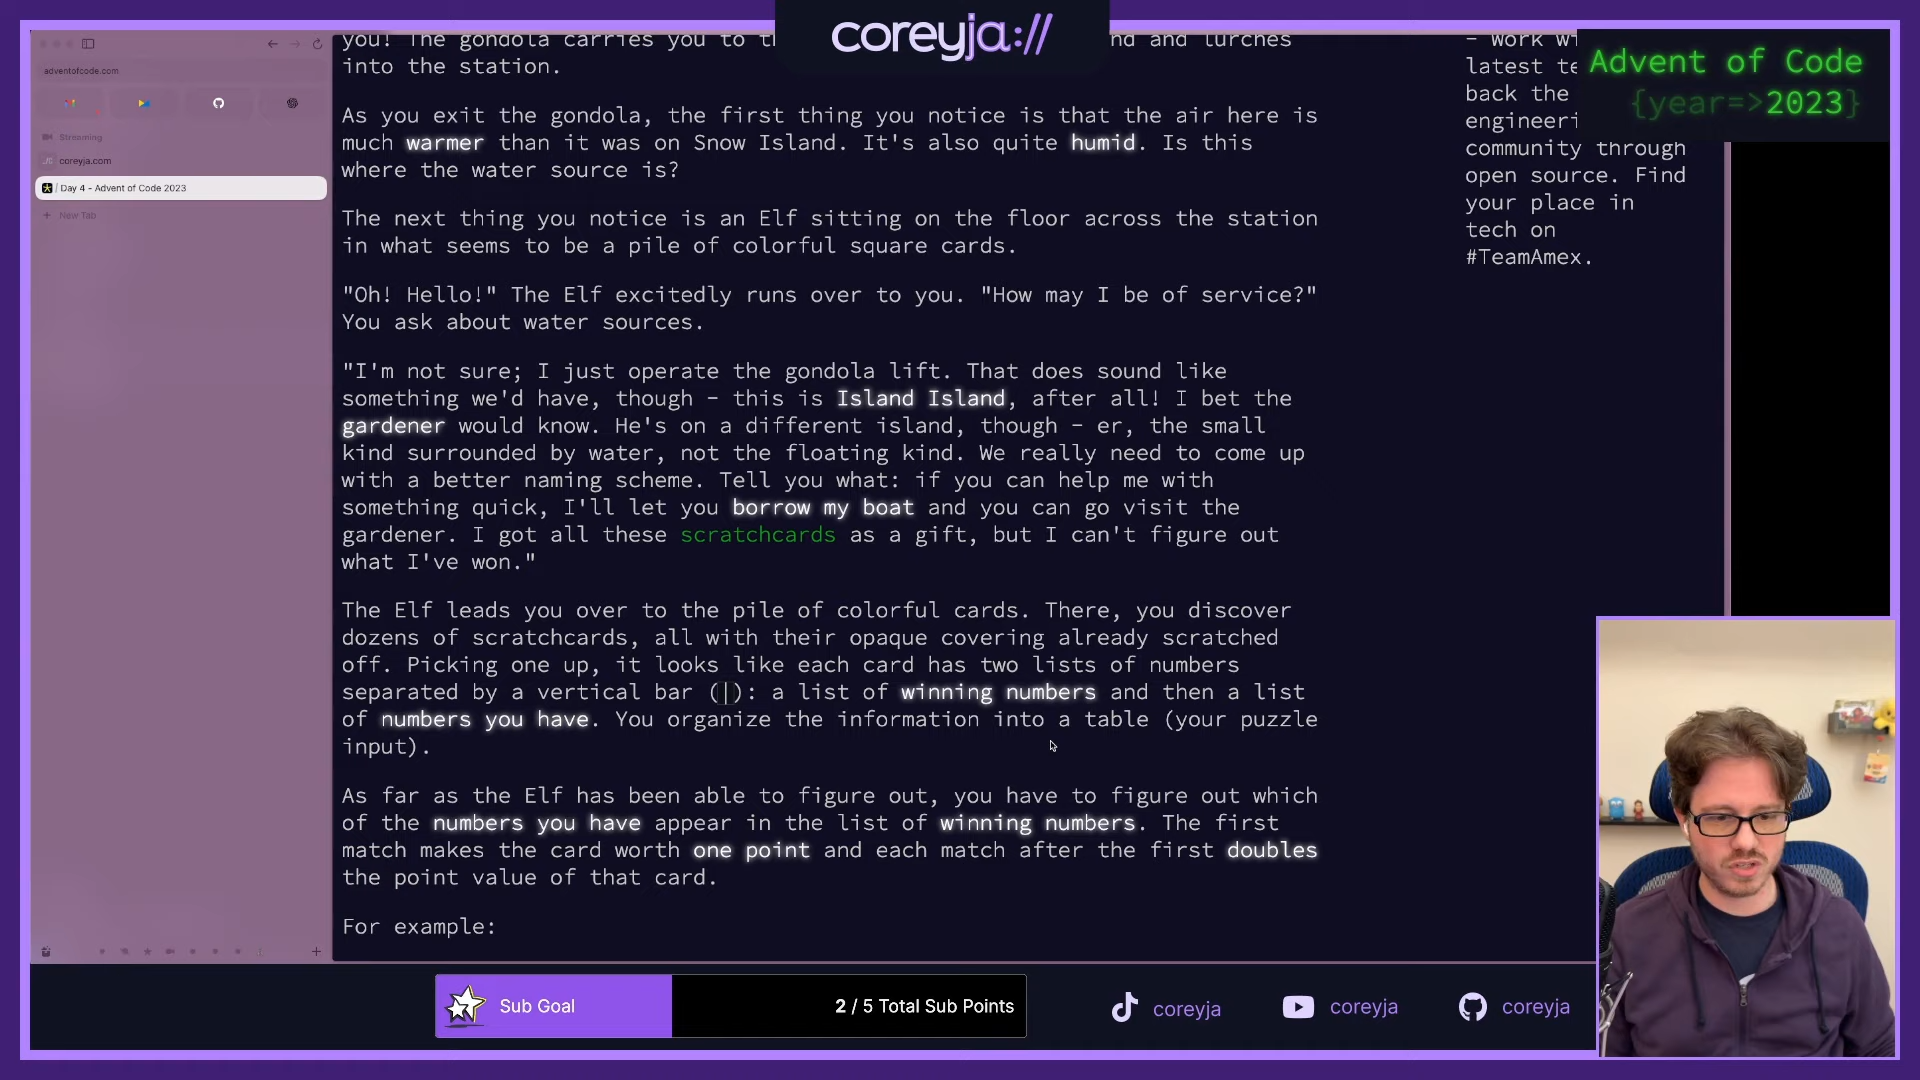 coreyja://
Advent of Code
{year=>2023}
adventofcode.com
Streaming
coreyja.com
/ Day 4 - Advent of Code 2023
+ New Tab
you! The gondola carries you to t
nd and lurches
into the station.
As you exit the gondola, the first thing you notice is that the air here is
much warmer than it was on Snow Island. It's also quite humid. Is this
where the water source is?
The next thing you notice is an Elf sitting on the floor across the station
in what seems to be a pile of colorful square cards.
"Oh! Hello!" The Elf excitedly runs over to you. "How may I be of service?"
You ask about water sources.
"I'm not sure; I just operate the gondola lift. That does sound like
something we'd have, though - this is Island Island, after all! I bet the
gardener would know. He's on a different island, though - er, the small
kind surrounded by water, not the floating kind. We really need to come up
with a better naming scheme. Tell you what: if you can help me with
something quick, I'll let you borrow my boat and you can go visit the
gardener. I got all these scratchcards as a gift, but I can't figure out
what I've won."
The Elf leads you over to the pile of colorful cards. There, you discover
dozens of scratchcards, all with their opaque covering already scratched
off. Picking one up, it looks like each card has two lists of numbers
separated by a vertical bar (|): a list of winning numbers and then a list
of numbers you have. You organize the information into a table (your puzzle
input).
As far as the Elf has been able to figure out, you have to figure out which
of the numbers you have appear in the list of winning numbers. The first
match makes the card worth one point and each match after the first doubles
the point value of that card.
For example:
- Work wi
latest te
back the
engineeri
community through
open source. Find
your place in
tech on
#TeamAmex.
Sub Goal
2 / 5 Total Sub Points
coreyja
coreyja
coreyja